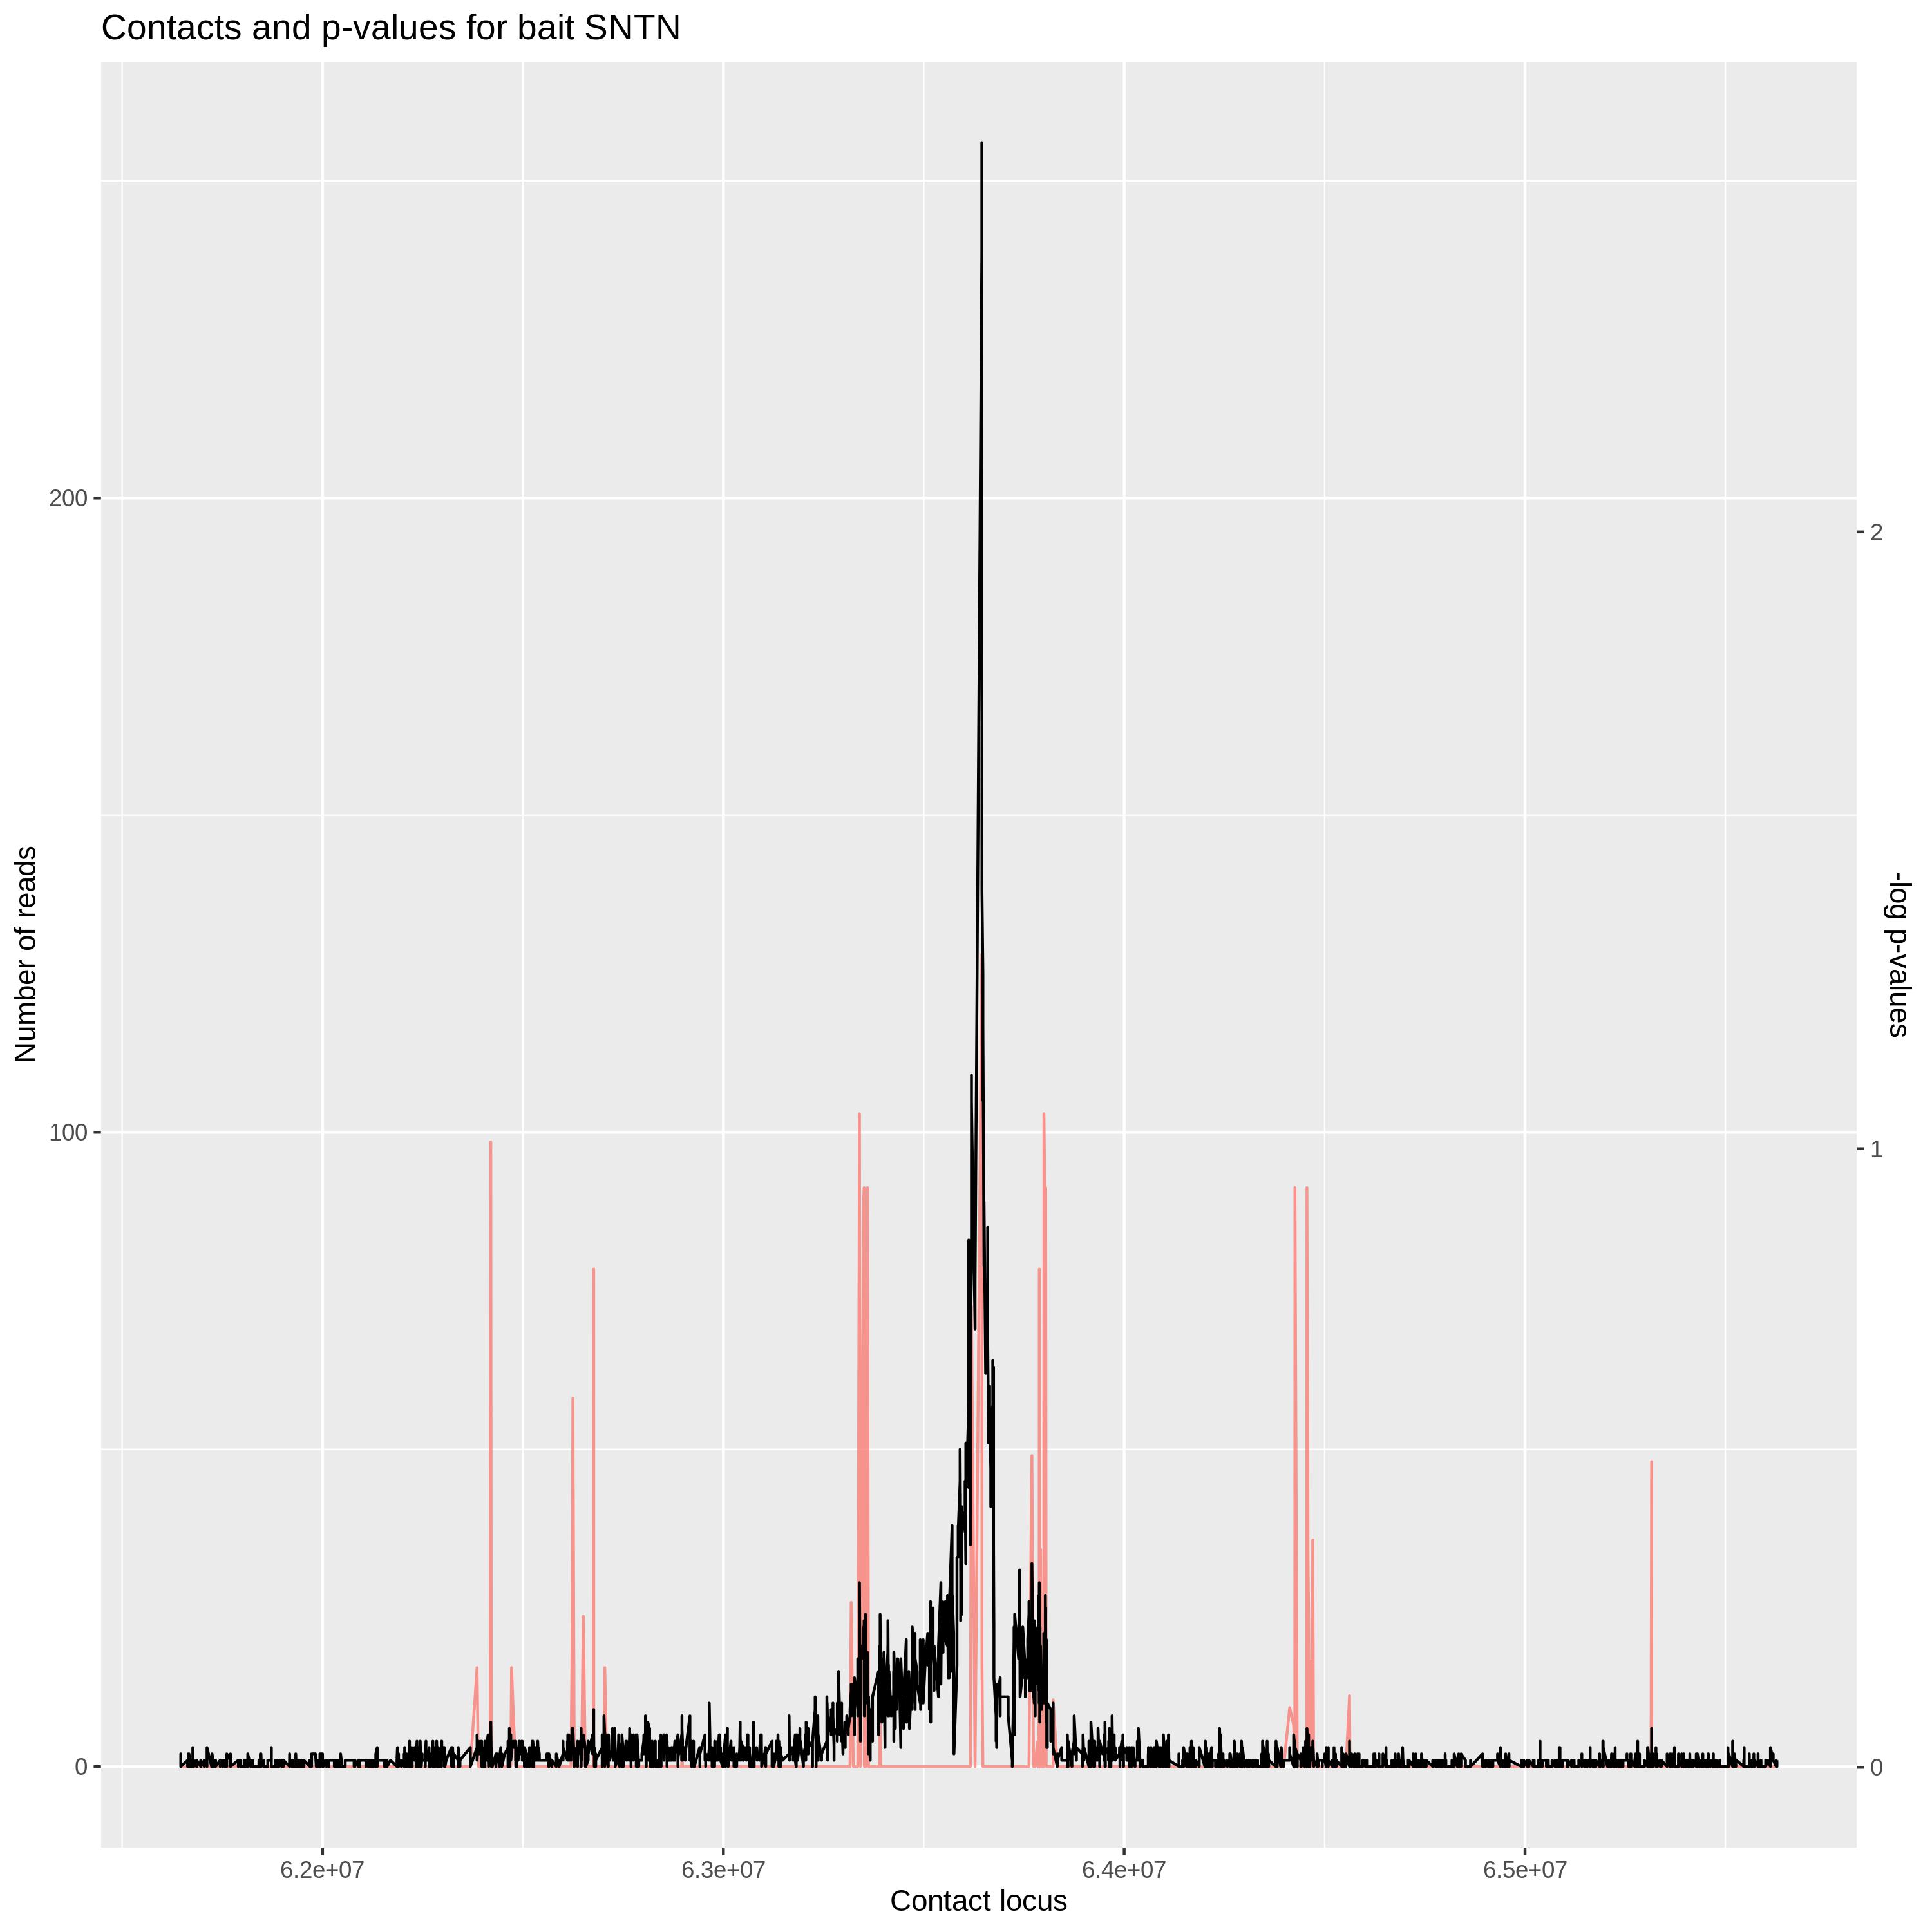 Contacts and p-values for bait SNTN
Number of reads
200
100
0
2
1
0
-log p-values
6.2e+07
6.3e+07
6.4e+07
6.5e+07
Contact locus